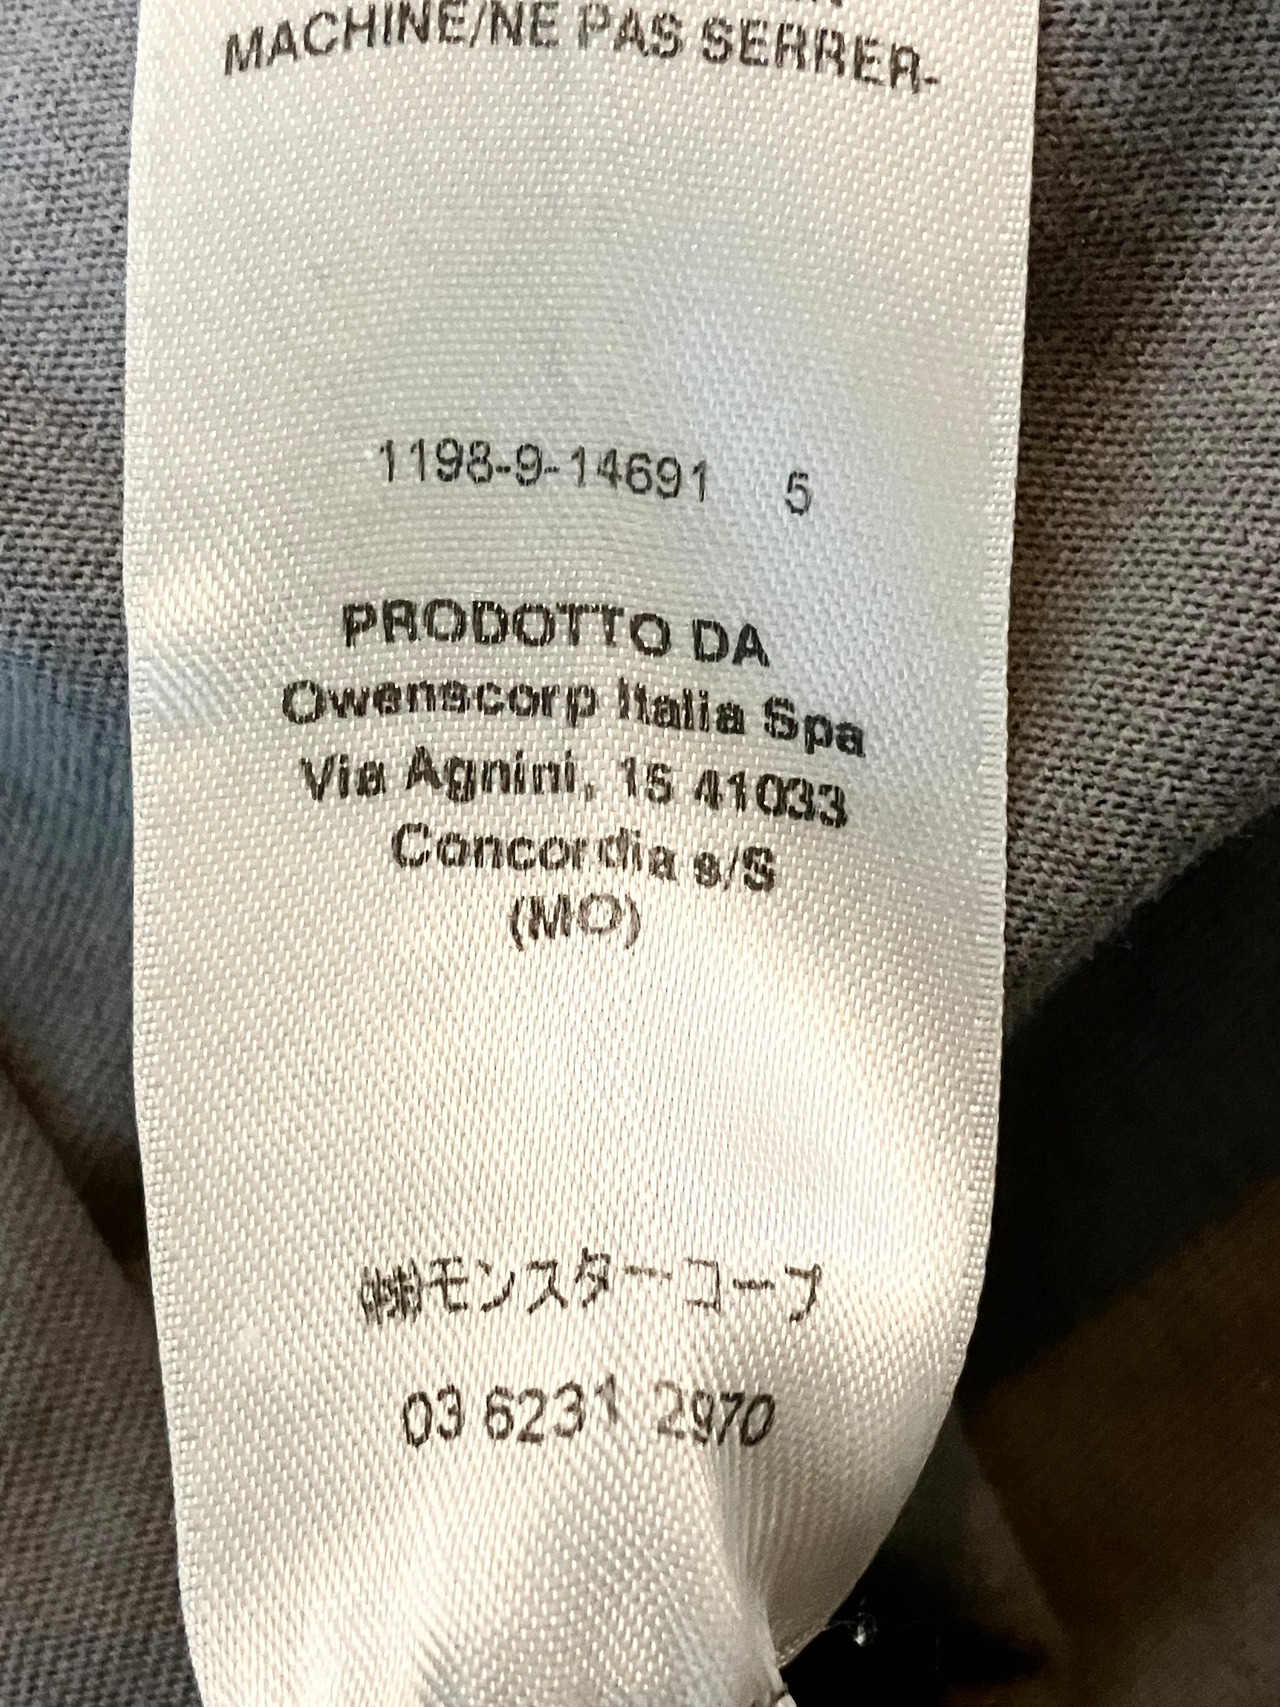 MACHINE/NE PAS SERRER-
1198-9-14691 5
PRODOTTO DA
Owenscorp Italia Spa
Via Agnini, 15 41033
Concordia s/S
(MO)
㈱モンスターコープ
03 6231 2970